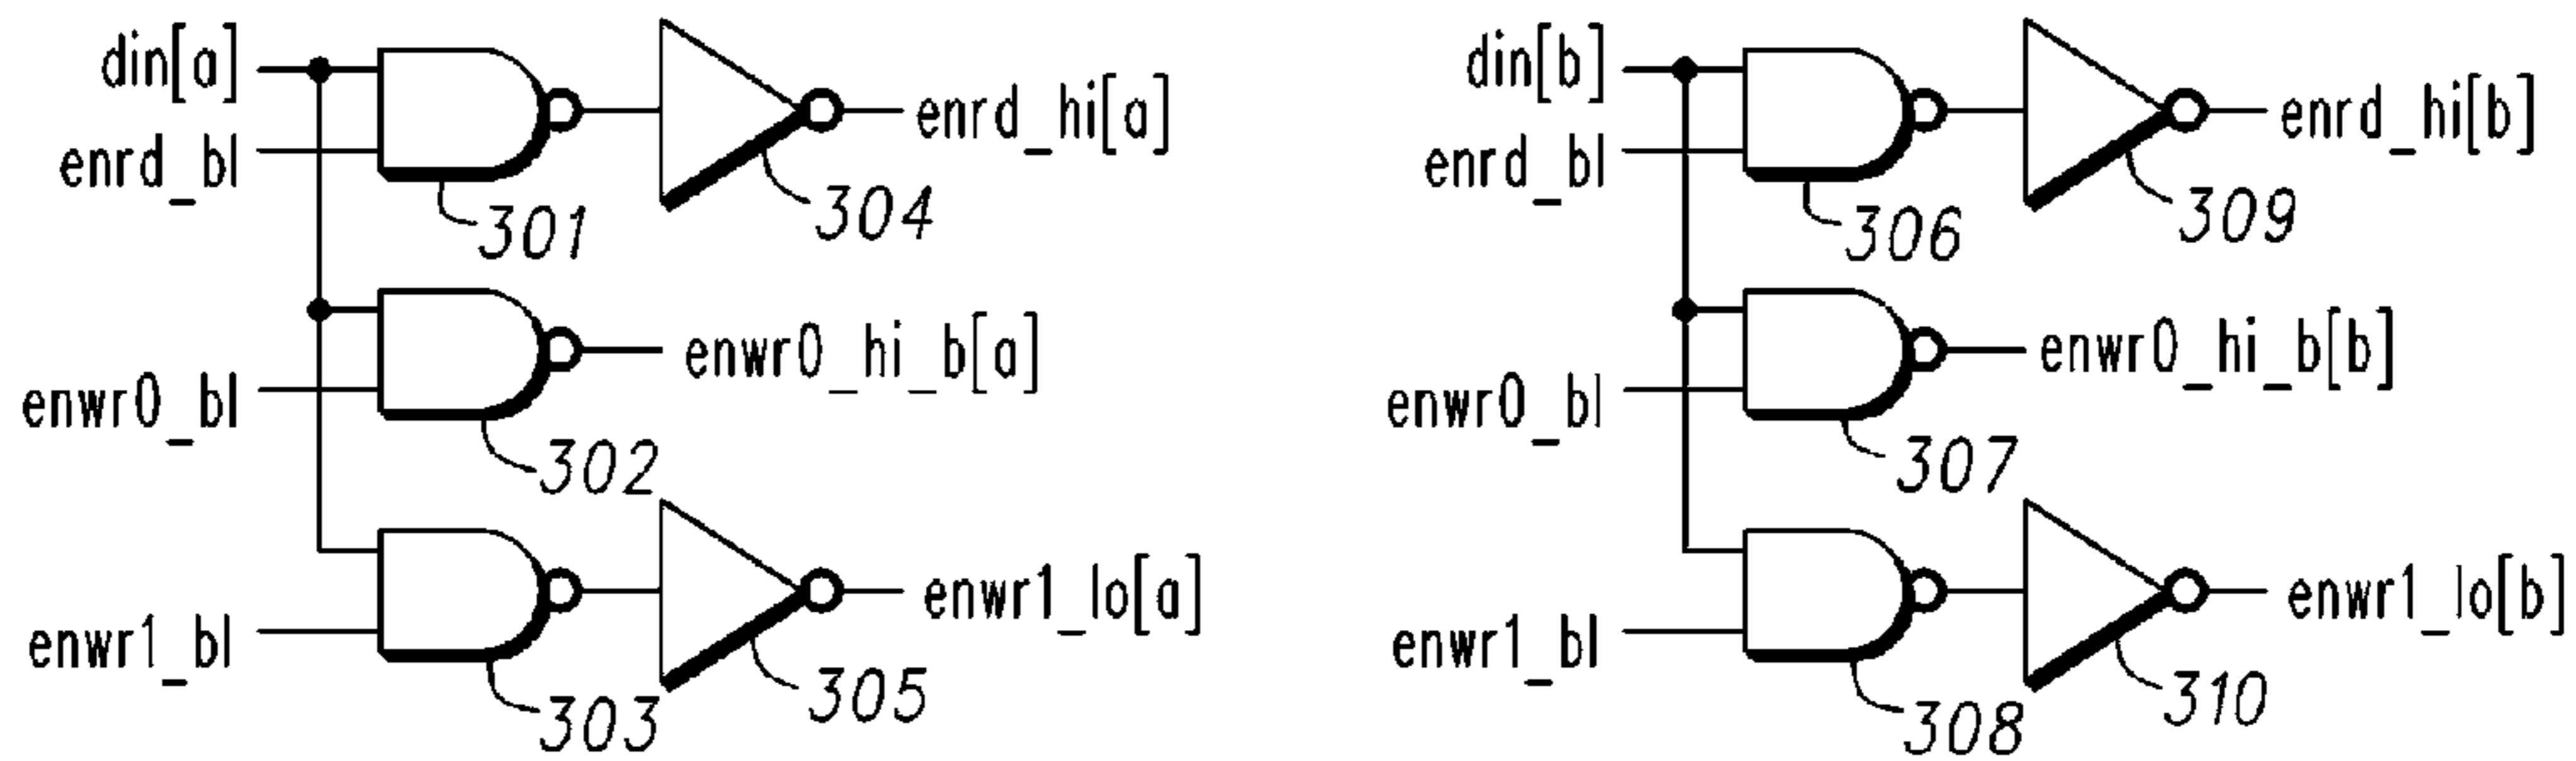 din[a]
enrd_bl
301
304
enrd_hi[a]
enwr0_bl
302
enwr0_hi_b[a]
enwr1_bl
303
305
enwr1_lo[a]
din[b]
enrd_bl
306
309
enrd_hi[b]
enwr0_bl
307
enwr0_hi_b[b]
enwr1_bl
308
310
enwr1_lo[b]